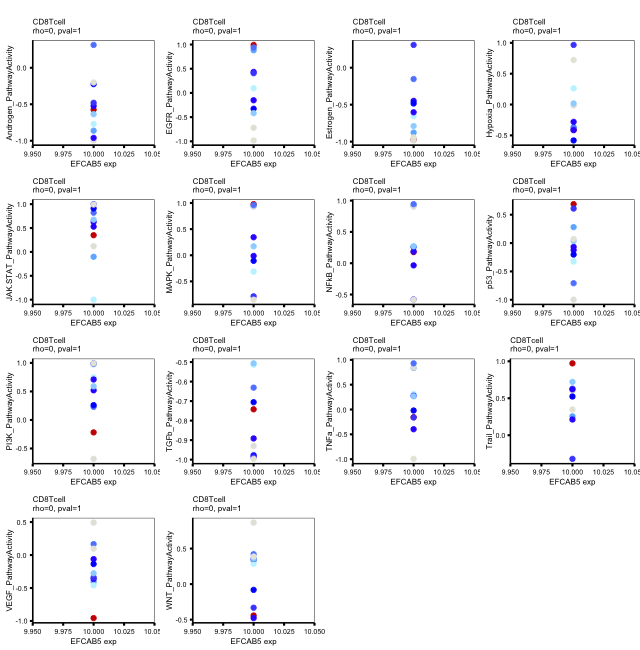 CD8Tcell
rho=0, pval=1
Androgen_PathwayActivity
0.0
-0.5
-1.0
9.950 9.975 10.000 10.025 10.05
EFCAB5 exp
CD8Tcell
rho=0, pval=1
EGFR_PathwayActivity
1.0
0.5
0.0
-0.5
-1.0
9.950 9.975 10.000 10.025 10.05
EFCAB5 exp
CD8Tcell
rho=0, pval=1
Estrogen_PathwayActivity
0.0
-0.5
-1.0
9.950 9.975 10.000 10.025 10.05
EFCAB5 exp
CD8Tcell
rho=0, pval=1
Hypoxia_PathwayActivity
1.0
0.5
0.0
-0.5
9.950 9.975 10.000 10.025 10.05
EFCAB5 exp
CD8Tcell
rho=0, pval=1
JAK.STAT_PathwayActivity
1.0
0.5
0.0
-0.5
-1.0
9.950 9.975 10.000 10.025 10.05
EFCAB5 exp
CD8Tcell
rho=0, pval=1
MAPK_PathwayActivity
1.0
0.5
0.0
-0.5
9.950 9.975 10.000 10.025 10.05
EFCAB5 exp
CD8Tcell
rho=0, pval=1
NFkB_PathwayActivity
1.0
0.5
0.0
-0.5
9.950 9.975 10.000 10.025 10.05
EFCAB5 exp
CD8Tcell
rho=0, pval=1
p53_PathwayActivity
0.5
0.0
-0.5
-1.0
9.950 9.975 10.000 10.025 10.05
EFCAB5 exp
CD8Tcell
rho=0, pval=1
PI3K_PathwayActivity
1.0
0.5
0.0
-0.5
9.950 9.975 10.000 10.025 10.05
EFCAB5 exp
CD8Tcell
rho=0, pval=1
TGFb_PathwayActivity
-0.5
-0.6
-0.7
-0.8
-0.9
-1.0
9.950 9.975 10.000 10.025 10.05
EFCAB5 exp
CD8Tcell
rho=0, pval=1
TNFa_PathwayActivity
1.0
0.5
0.0
-0.5
-1.0
9.950 9.975 10.000 10.025 10.05
EFCAB5 exp
CD8Tcell
rho=0, pval=1
Trail_PathwayActivity
1.0
0.5
0.0
9.950 9.975 10.000 10.025 10.05
EFCAB5 exp
CD8Tcell
rho=0, pval=1
VEGF_PathwayActivity
0.5
0.0
-0.5
-1.0
9.950 9.975 10.000 10.025 10.05
EFCAB5 exp
CD8Tcell
rho=0, pval=1
WNT_PathwayActivity
0.5
0.0
-0.5
9.950 9.975 10.000 10.025 10.050
EFCAB5 exp